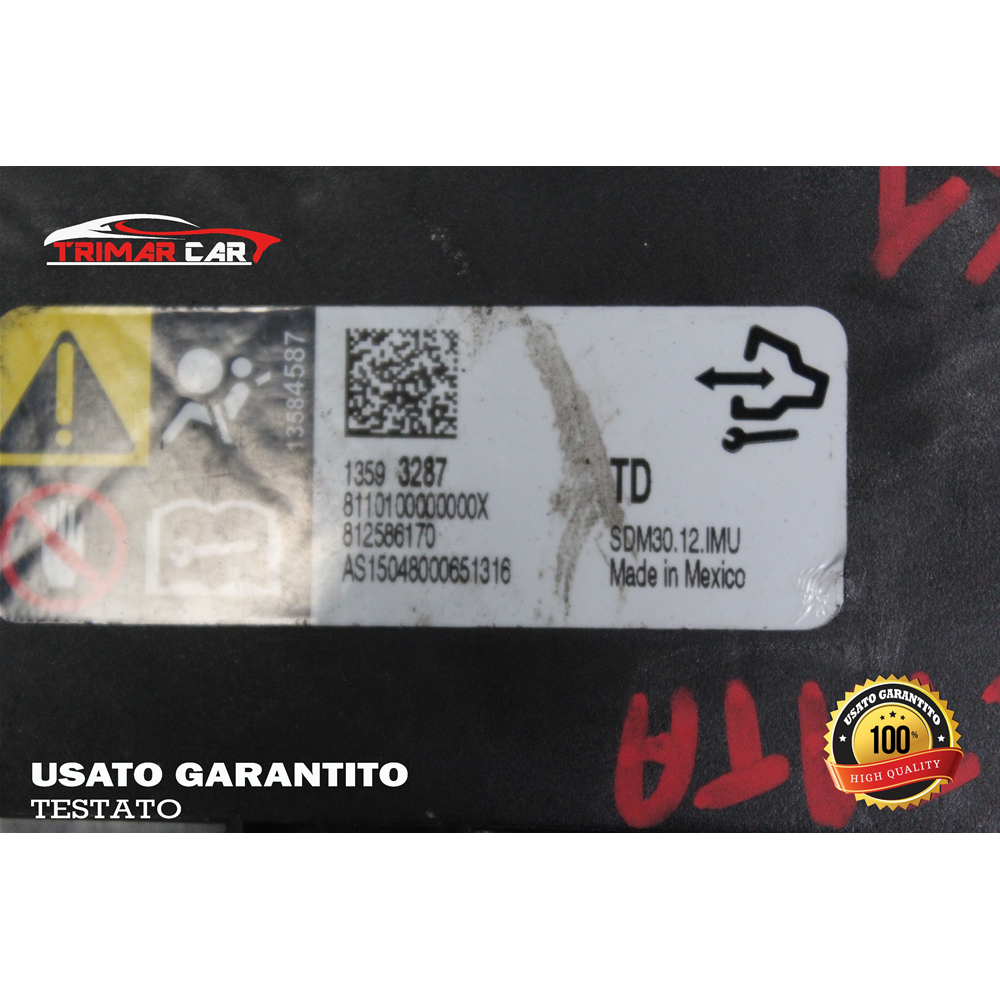 TRIMAR CAR
13584587
1359 3287
8110100000000X
812586170
AS15048000651316
TD
SDM30.12.IMU
Made in Mexico
USATO GARANTITO
TESTATO
USATO GARANTITO
100%
HIGH QUALITY